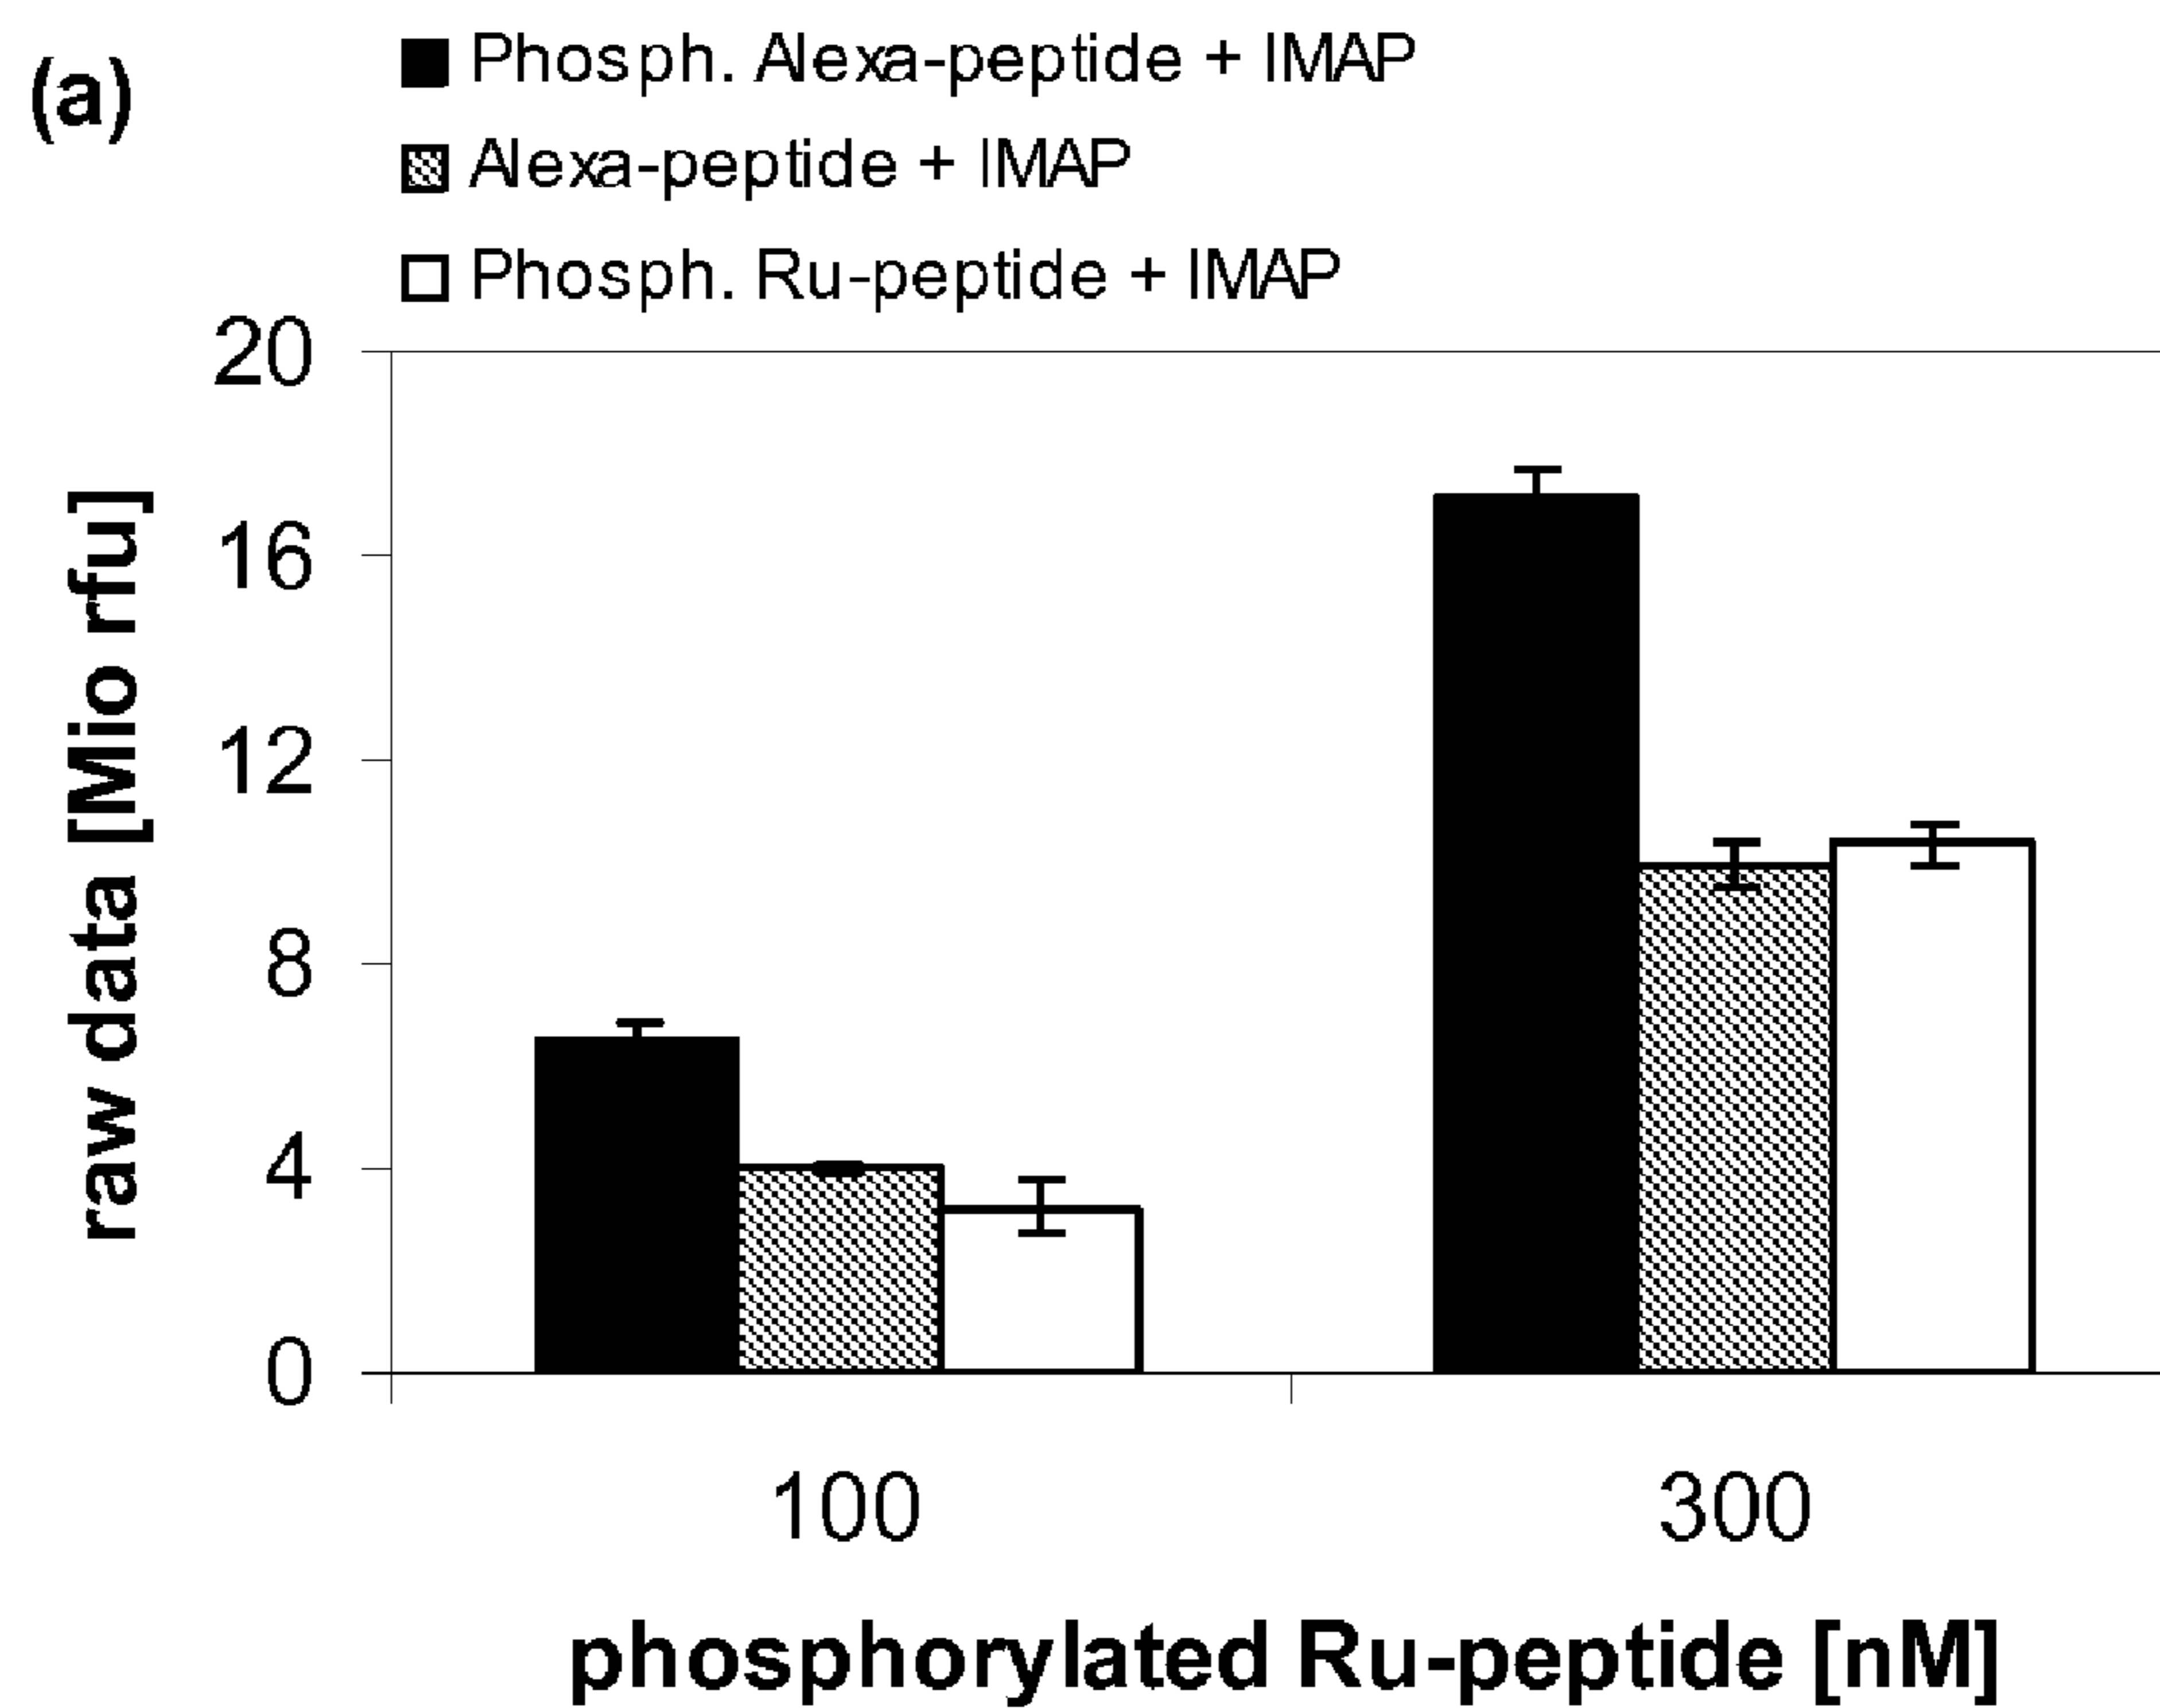 (a)
Phosph. Alexa-peptide + IMAP
Alexa-peptide + IMAP
Phosph. Ru-peptide + IMAP
raw data [Mio rfu]
20
16
12
8
4
0
100 300
phosphorylated Ru-peptide [nM]